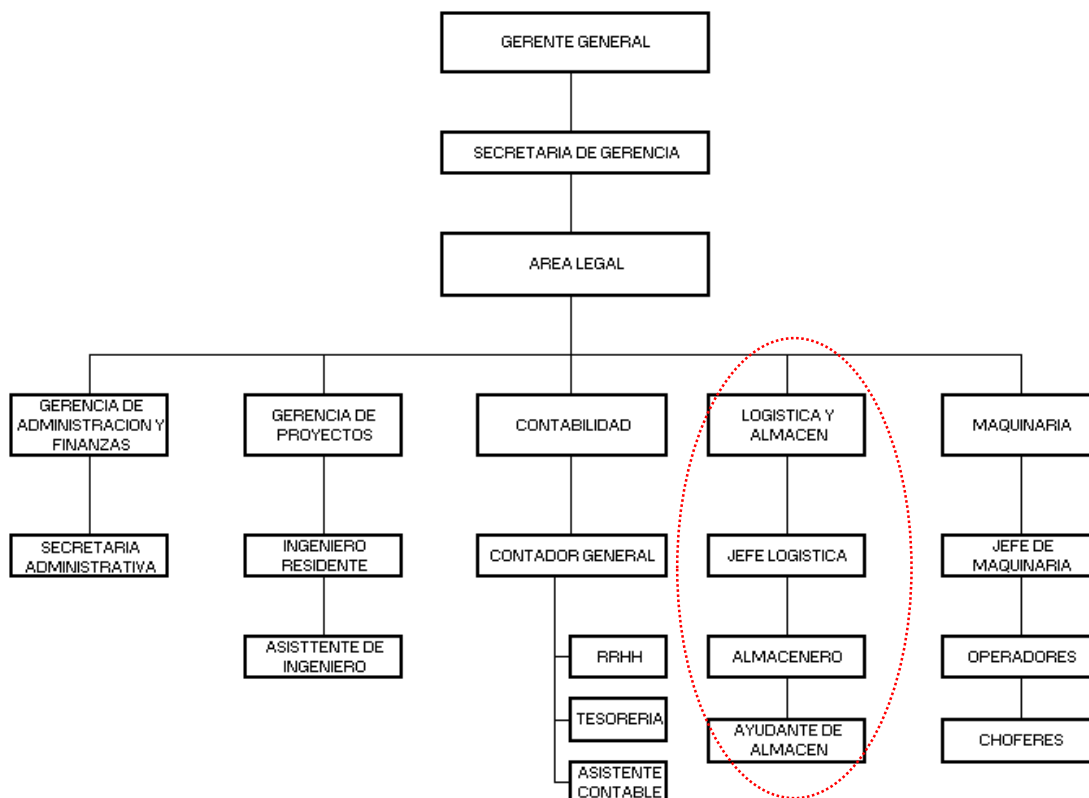 GERENTE GENERAL
SECRETARIA DE GERENCIA
AREA LEGAL
GERENCIA DE
ADMINISTRACION Y
FINANZAS
GERENCIA DE
PROYECTOS
CONTABILIDAD
LOGISTICA Y
ALMACEN
MAQUINARIA
SECRETARIA
ADMINISTRATIVA
INGENIERO
RESIDENTE
CONTADOR GENERAL
JEFE LOGISTICA
JEFE DE
MAQUINARIA
ASISTTENTE DE
INGENIERO
RRHH
ALMACENERO
OPERADORES
TESORERIA
AYUDANTE DE
ALMACEN
CHOFERES
ASISTENTE
CONTABLE